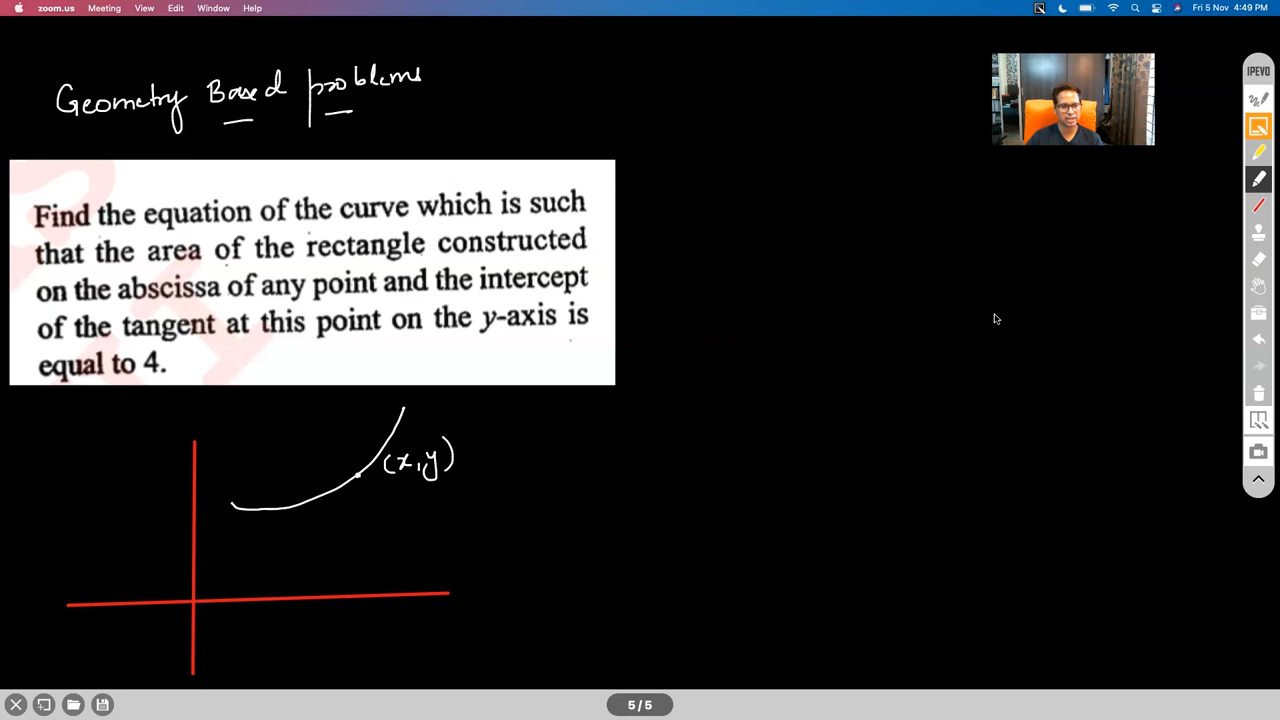 zoom.us Meeting View Edit Window Help Fri 5 Nov 4:49 PM
Geometry Based problems
IPEVO
Find the equation of the curve which is such
that the area of the rectangle constructed
on the abscissa of any point and the intercept
of the tangent at this point on the y-axis is
equal to 4.
(x,y)
5/5